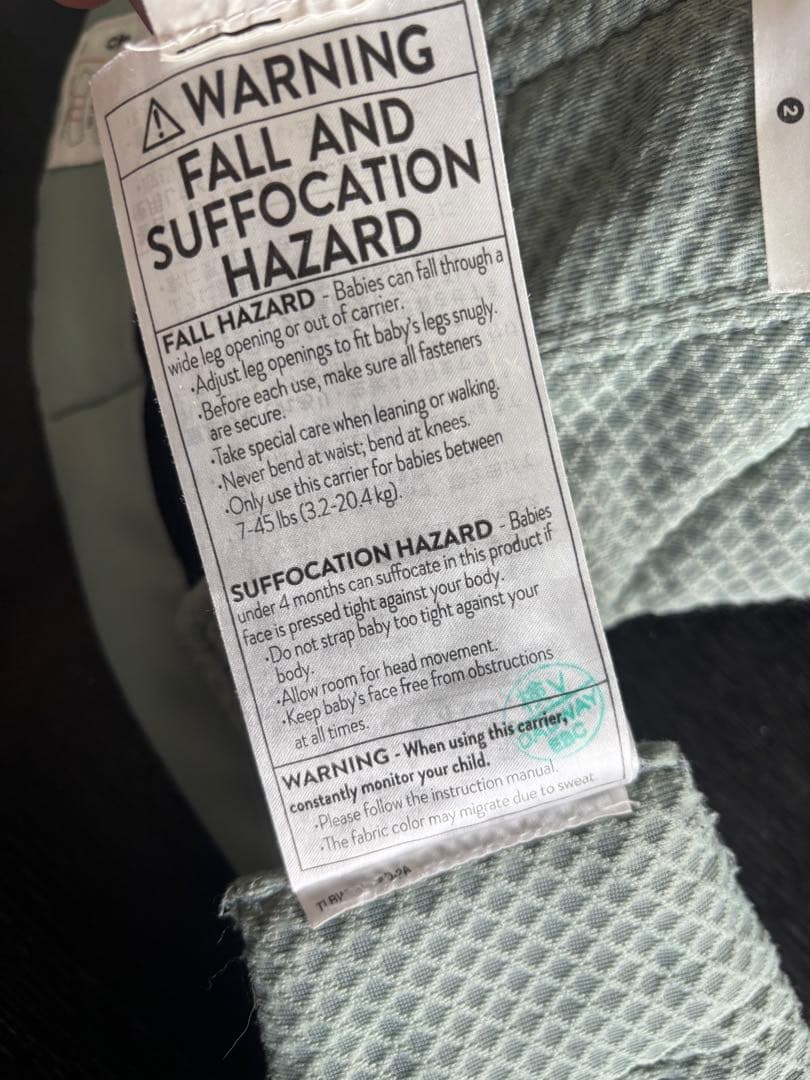 ⚠ WARNING
FALL AND
SUFFOCATION
HAZARD
FALL HAZARD - Babies can fall through a
wide leg opening or out of carrier.
•Adjust leg openings to fit baby's legs snugly.
•Before each use, make sure all fasteners
are secure.
•Take special care when leaning or walking.
•Never bend at waist; bend at knees.
•Only use this carrier for babies between
7-45 lbs (3.2-20.4 kg).
SUFFOCATION HAZARD - Babies
under 4 months can suffocate in this product if
face is pressed tight against your body.
•Do not strap baby too tight against your
body.
•Allow room for head movement.
•Keep baby's face free from obstructions
at all times.
WARNING - When using this carrier,
constantly monitor your child.
•Please follow the instruction manual.
•The fabric color may migrate due to sweat.
2